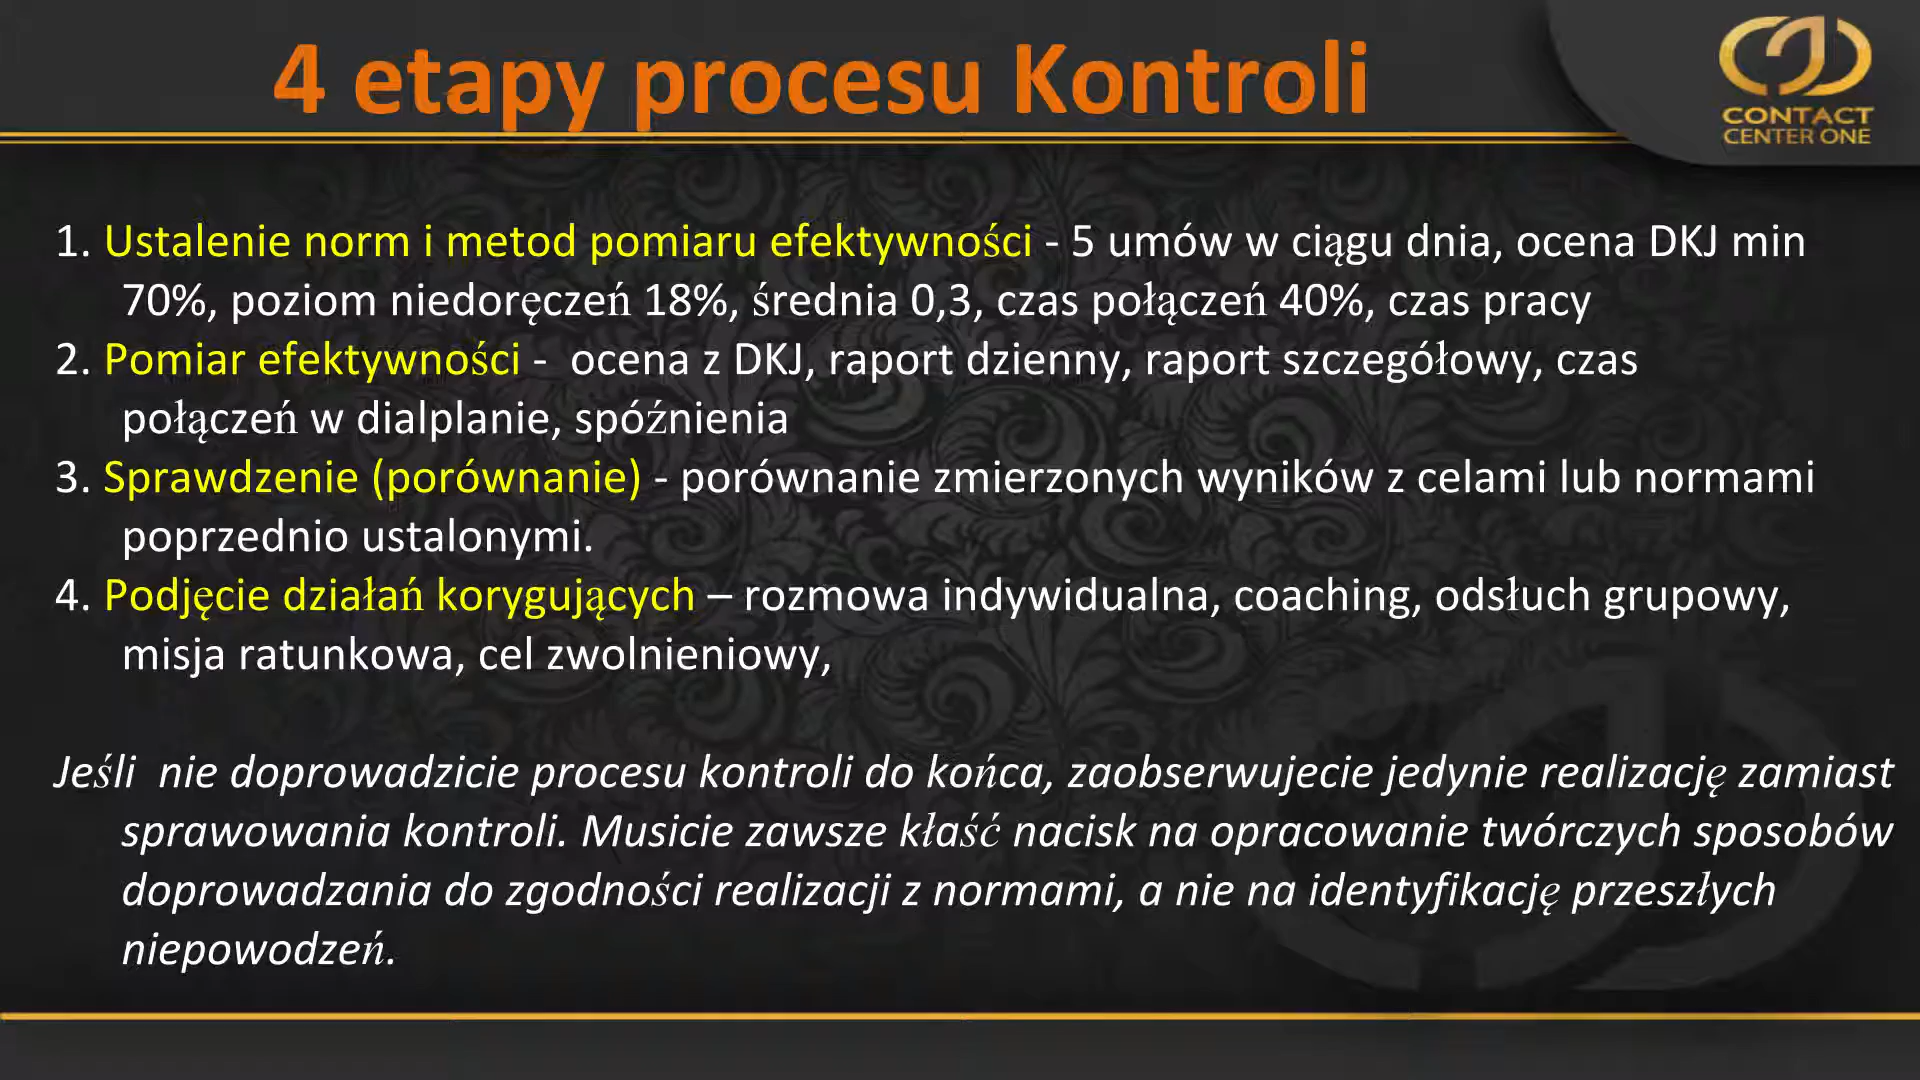 4 etapy procesu Kontroli
CONTACT
CENTER ONE
1. Ustalenie norm i metod pomiaru efektywności - 5 umów w ciągu dnia, ocena DKJ min
70%, poziom niedoręczeń 18%, średnia 0,3, czas połączeń 40%, czas pracy
2. Pomiar efektywności -  ocena z DKJ, raport dzienny, raport szczegółowy, czas
połączeń w dialplanie, spóźnienia
3. Sprawdzenie (porównanie) - porównanie zmierzonych wyników z celami lub normami
poprzednio ustalonymi.
4. Podjęcie działań korygujących – rozmowa indywidualna, coaching, odsłuch grupowy,
misja ratunkowa, cel zwolnieniowy,
Jeśli  nie doprowadzicie procesu kontroli do końca, zaobserwujecie jedynie realizację zamiast
sprawowania kontroli. Musicie zawsze kłaść nacisk na opracowanie twórczych sposobów
doprowadzania do zgodności realizacji z normami, a nie na identyfikację przeszłych
niepowodzeń.